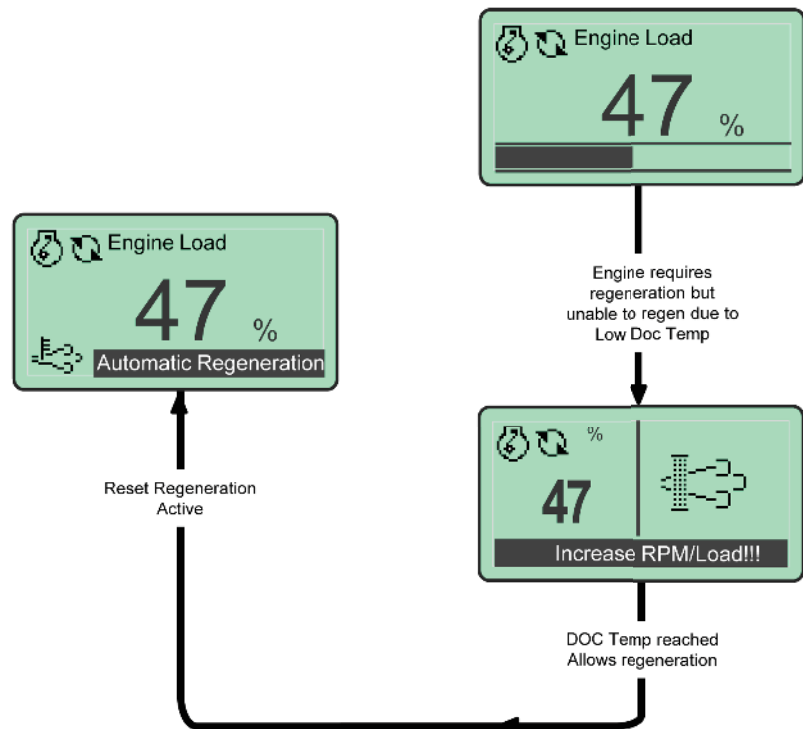 Engine Load
47 %
Engine requires
regeneration but
unable to regen due to
Low Doc Temp
%
47
Increase RPM/Load!!!
DOC Temp reached
Allows regeneration
Reset Regeneration
Active
Engine Load
47 %
Automatic Regeneration